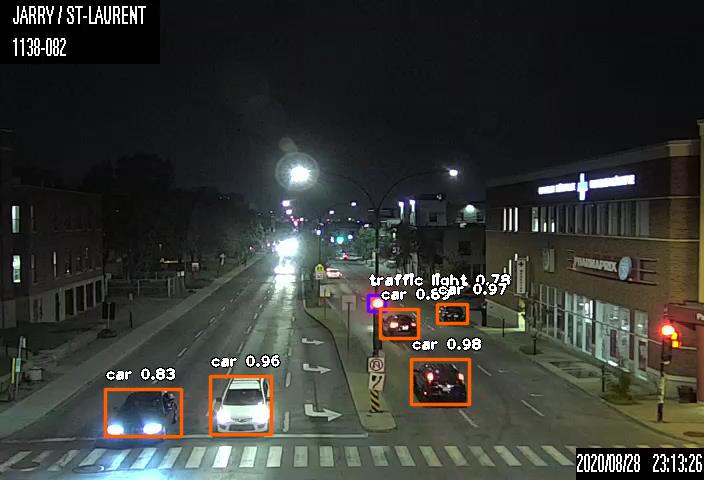 JARRY / ST-LAURENT
1138-082
traffic light 0.78
car 0.69
car 0.97
car 0.98
car 0.96
car 0.83
PHARMAPRIX
2020/08/28 23:13:26